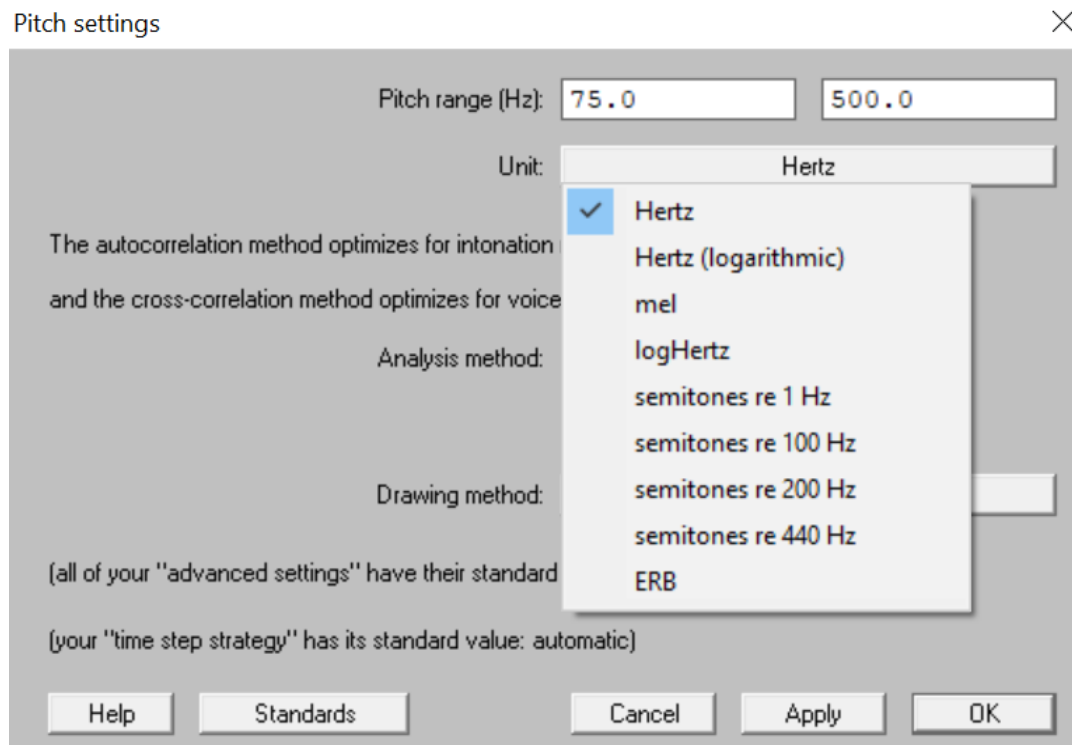 Pitch settings
Pitch range (Hz): 75.0 500.0
Unit: Hertz
Hertz
Hertz (logarithmic)
mel
logHertz
semitones re 1 Hz
semitones re 100 Hz
semitones re 200 Hz
semitones re 440 Hz
ERB
The autocorrelation method optimizes for intonation
and the cross-correlation method optimizes for voice
Analysis method:
Drawing method:
(all of your "advanced settings" have their standard
(your "time step strategy" has its standard value: automatic)
Help Standards Cancel Apply OK